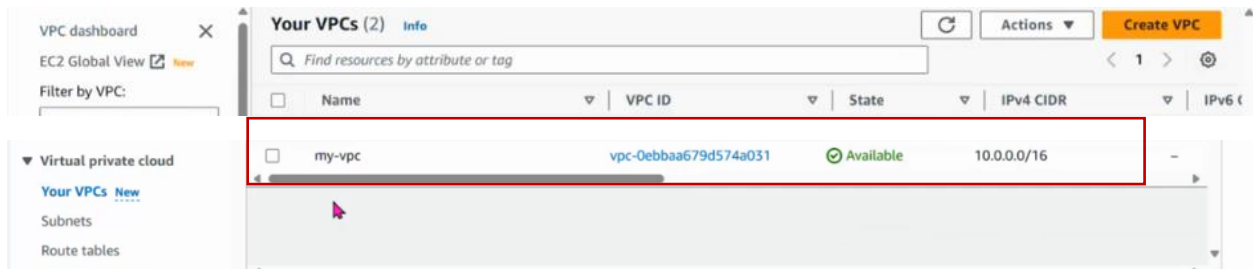 VPC dashboard
EC2 Global View New
Filter by VPC:
Virtual private cloud
Your VPCs New
Subnets
Route tables
Your VPCs (2) Info
Actions
Create VPC
Find resources by attribute or tag
1
Name VPC ID State IPv4 CIDR IPv6
my-vpc vpc-0ebbaa679d574a031 Available 10.0.0.0/16 –